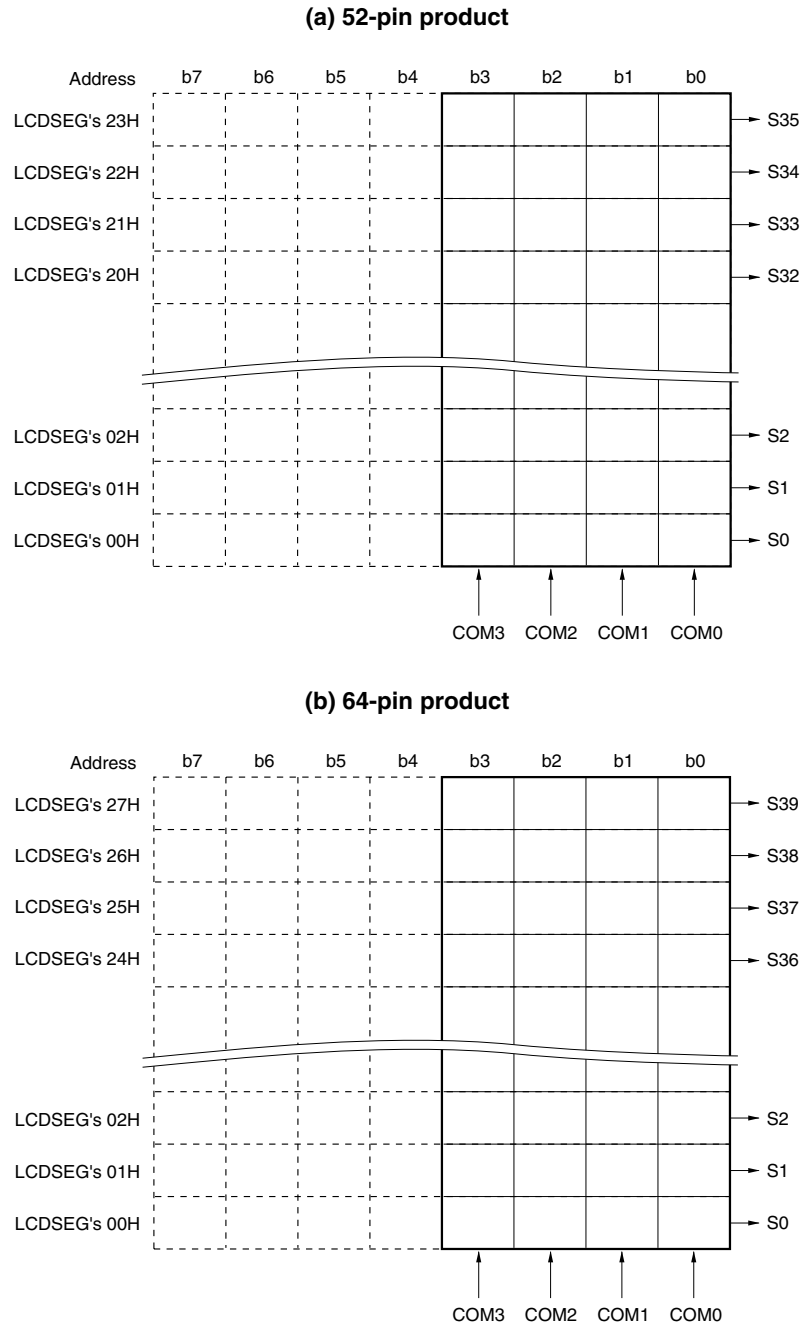 (a) 52-pin product
Address b7 b6 b5 b4 b3 b2 b1 b0
LCDSEG's 23H S35
LCDSEG's 22H S34
LCDSEG's 21H S33
LCDSEG's 20H S32
LCDSEG's 02H S2
LCDSEG's 01H S1
LCDSEG's 00H S0
COM3 COM2 COM1 COM0
(b) 64-pin product
Address b7 b6 b5 b4 b3 b2 b1 b0
LCDSEG's 27H S39
LCDSEG's 26H S38
LCDSEG's 25H S37
LCDSEG's 24H S36
LCDSEG's 02H S2
LCDSEG's 01H S1
LCDSEG's 00H S0
COM3 COM2 COM1 COM0